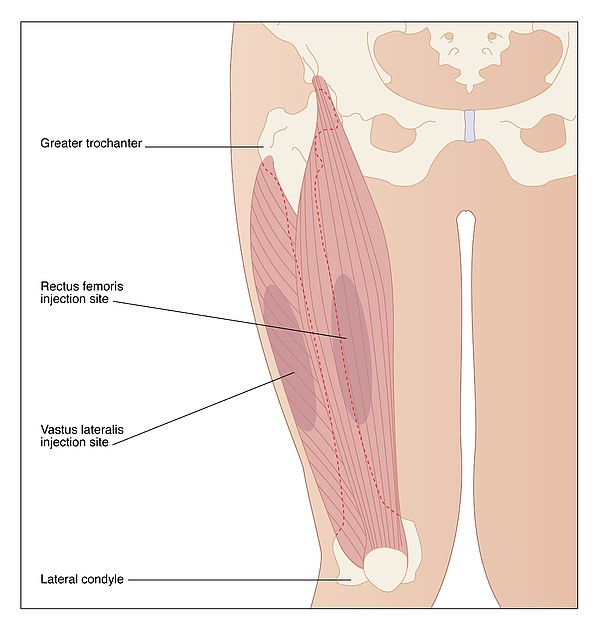 Greater trochanter
Rectus femoris
injection site
Vastus lateralis
injection site
Lateral condyle